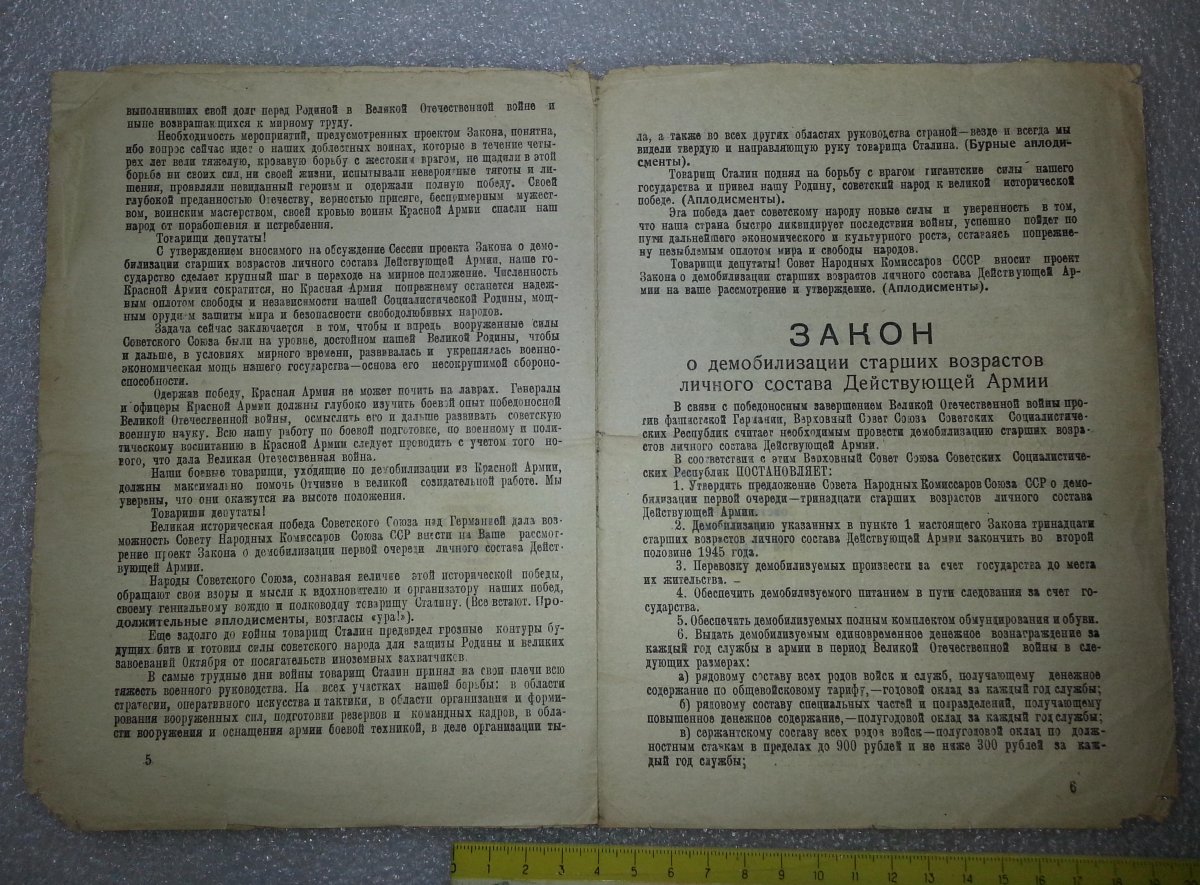 выполнивших свой долг перед Родиной в Великой Отечественной войне и
ныне возвращающихся к мирному труду.
Необходимость мероприятий, предусмотренных проектом Закона, понятна,
ибо вопрос сейчас идет о наших доблестных воинах, которые в течение четы-
рех лет вели тяжелую, кровавую борьбу с жестоким врагом, не щадили в этой
борьбе ни своих сил, ни своей жизни, испытывали невероятные тяготы и ли-
шения, проявляли невиданный героизм и одержали полную победу. Своей
глубокой преданностью Отечеству, верностью присяге, беспримерным мужест-
вом, воинским мастерством, своей кровью воины Красной Армии спасли наш
народ от порабощения и истребления.
Товарищи депутаты!
С утверждением вносимого на обсуждение Сессии проекта Закона о демо-
билизации старших возрастов личного состава Действующей Армии, наше го-
сударство сделает крупный шаг в переходе на мирное положение. Численность
Красной Армии сократится, но Красная Армия попрежнему останется надеж-
вым оплотом свободы и независимости нашей Социалистической Родины, мощ-
ным орудием защиты мира и безопасности свободолюбивых народов.
Задача сейчас заключается в том, чтобы и впредь вооруженные силы
Советского Союза были на уровне, достойном нашей Великой Родины, чтобы
и дальше, в условиях мирного времени, развивалась и укреплялась военно-
экономическая мощь нашего государства—основа его несокрушимой обороно-
способности.
Одержав победу, Красная Армия не может почить на лаврах. Генералы
и офицеры Красной Армии должны глубоко изучить боевой опыт победоносной
Великой Отечественной войны, осмыслить его и дальше развивать советскую
военную науку. Всю нашу работу по боевой подготовке, по военному и поли-
тическому воспитанию в Красной Армии следует проводить с учетом того но-
вого, что дала Великая Отечественная война.
Наши боевые товарищи, уходящие по демобилизации из Красной Армии,
должны максимально помочь Отчизне в великой созидательной работе. Мы
уверены, что они окажутся на высоте положения.
Товарищи депутаты!
Великая историческая победа Советского Союза над Германией дала воз-
можность Совету Народных Комиссаров Союза ССР внести на Ваше рассмот-
рение проект Закона о демобилизации первой очереди личного состава Дейст-
вующей Армии.
Народы Советского Союза, сознавая величие этой исторической победы,
обращают свои взоры и мысли к вдохновителю и организатору наших побед,
своему гениальному вождю и полководцу товарищу Сталину. (Все встают. Про-
должительные аплодисменты, возгласы «ура!»).
Еще задолго до войны товарищ Сталин предвидел грозные контуры бу-
дущих битв и готовил силы советского народа для защиты Родины и великих
завоеваний Октября от посягательств иноземных захватчиков.
В самые трудные дни войны товарищ Сталин принял на свои плечи всю
тяжесть военного руководства. На всех участках нашей борьбы: в области
стратегии, оперативного искусства и тактики, в области организации и форми-
рования вооруженных сил, подготовки резервов и командных кадров, в обла-
сти вооружения и оснащения армии боевой техникой, в деле организации ты-
5
ла, а также во всех других областях руководства страной—везде и всегда мы
видели твердую и направляющую руку товарища Сталина. (Бурные аплоди-
сменты).
Товарищ Сталин поднял на борьбу с врагом гигантские силы нашего
государства и привел нашу Родину, советский народ к великой исторической
победе. (Аплодисменты).
Эта победа дает советскому народу новые силы и уверенность в том,
что наша страна быстро ликвидирует последствия войны, успешно пойдет по
пути дальнейшего экономического и культурного роста, оставаясь попрежне-
му незыблемым оплотом мира и свободы народов.
Товарищи депутаты! Совет Народных Комиссаров СССР вносит проект
Закона о демобилизации старших возрастов личного состава Действующей Ар-
мии на ваше рассмотрение и утверждение. (Аплодисменты).
ЗАКОН
о демобилизации старших возрастов
личного состава Действующей Армии
В связи с победоносным завершением Великой Отечественной войны про-
тив фашистской Германии, Верховный Совет Союза Советских Социалистиче-
ских Республик считает необходимым провести демобилизацию старших возра-
стов личного состава Действующей Армии.
В соответствии с этим Верховный Совет Союза Советских Социалистиче-
ских Республик ПОСТАНОВЛЯЕТ:
1. Утвердить предложение Совета Народных Комиссаров Союза ССР о демо-
билизации первой очереди—тринадцати старших возрастов личного состава
Действующей Армии.
2. Демобилизацию указанных в пункте 1 настоящего Закона тринадцати
старших возрастов личного состава Действующей Армии закончить во второй
половине 1945 года.
3. Перевозку демобилизуемых произвести за счет государства до места
их жительства.
4. Обеспечить демобилизуемого питанием в пути следования за счет го-
сударства.
5. Обеспечить демобилизуемых полным комплектом обмундирования и обуви.
6. Выдать демобилизуемым единовременное денежное вознаграждение за
каждый год службы в армии в период Великой Отечественной войны в сле-
дующих размерах:
а) рядовому составу всех родов войск и служб, получающему денежное
содержание по общевойсковому тарифу,—годовой оклад за каждый год службы;
б) рядовому составу специальных частей и подразделений, получающему
повышенное денежное содержание,—полугодовой оклад за каждый год службы;
в) сержантскому составу всех родов войск—полугодовой оклад по долж-
ностным ставкам в пределах до 900 рублей и не ниже 300 рублей за каж-
дый год службы;
6
0 1 2 3 4 5 6 7 8 9 10 11 12 13 14 15 16 17 18 19